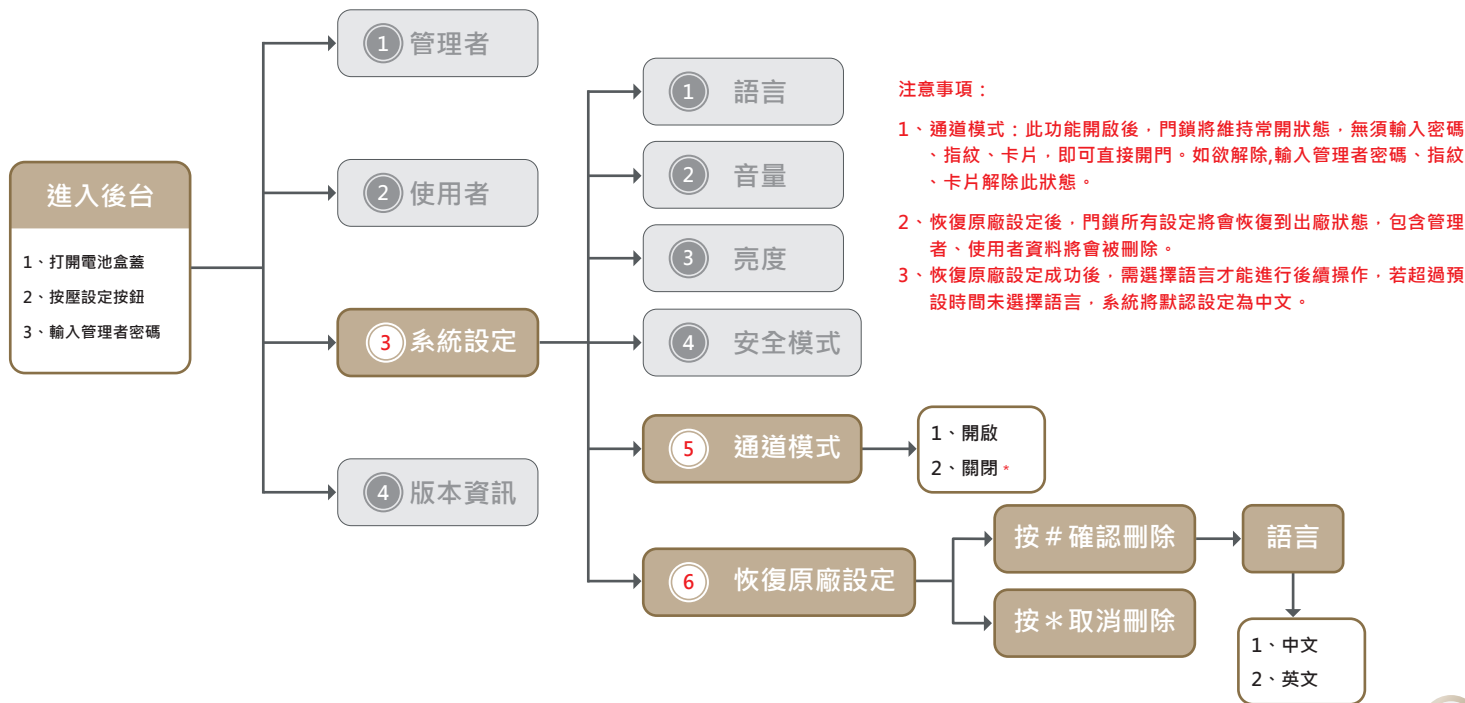 進入後台
1、打開電池盒蓋
2、按壓設定按鈕
3、輸入管理者密碼
1 管理者
2 使用者
3 系統設定
4 版本資訊
1 語言
2 音量
3 亮度
4 安全模式
5 通道模式
6 恢復原廠設定
1、開啟
2、關閉*
按#確認刪除
按*取消刪除
語言
1、中文
2、英文
注意事項:
1、通道模式:此功能開啟後,門鎖將維持常開狀態,無須輸入密碼
、指紋、卡片,即可直接開門。如欲解除,輸入管理者密碼、指紋
、卡片解除此狀態。
2、恢復原廠設定後,門鎖所有設定將會恢復到出廠狀態,包含管理
者、使用者資料將會被刪除。
3、恢復原廠設定成功後,需選擇語言才能進行後續操作,若超過預
設時間未選擇語言,系統將默認設定為中文。